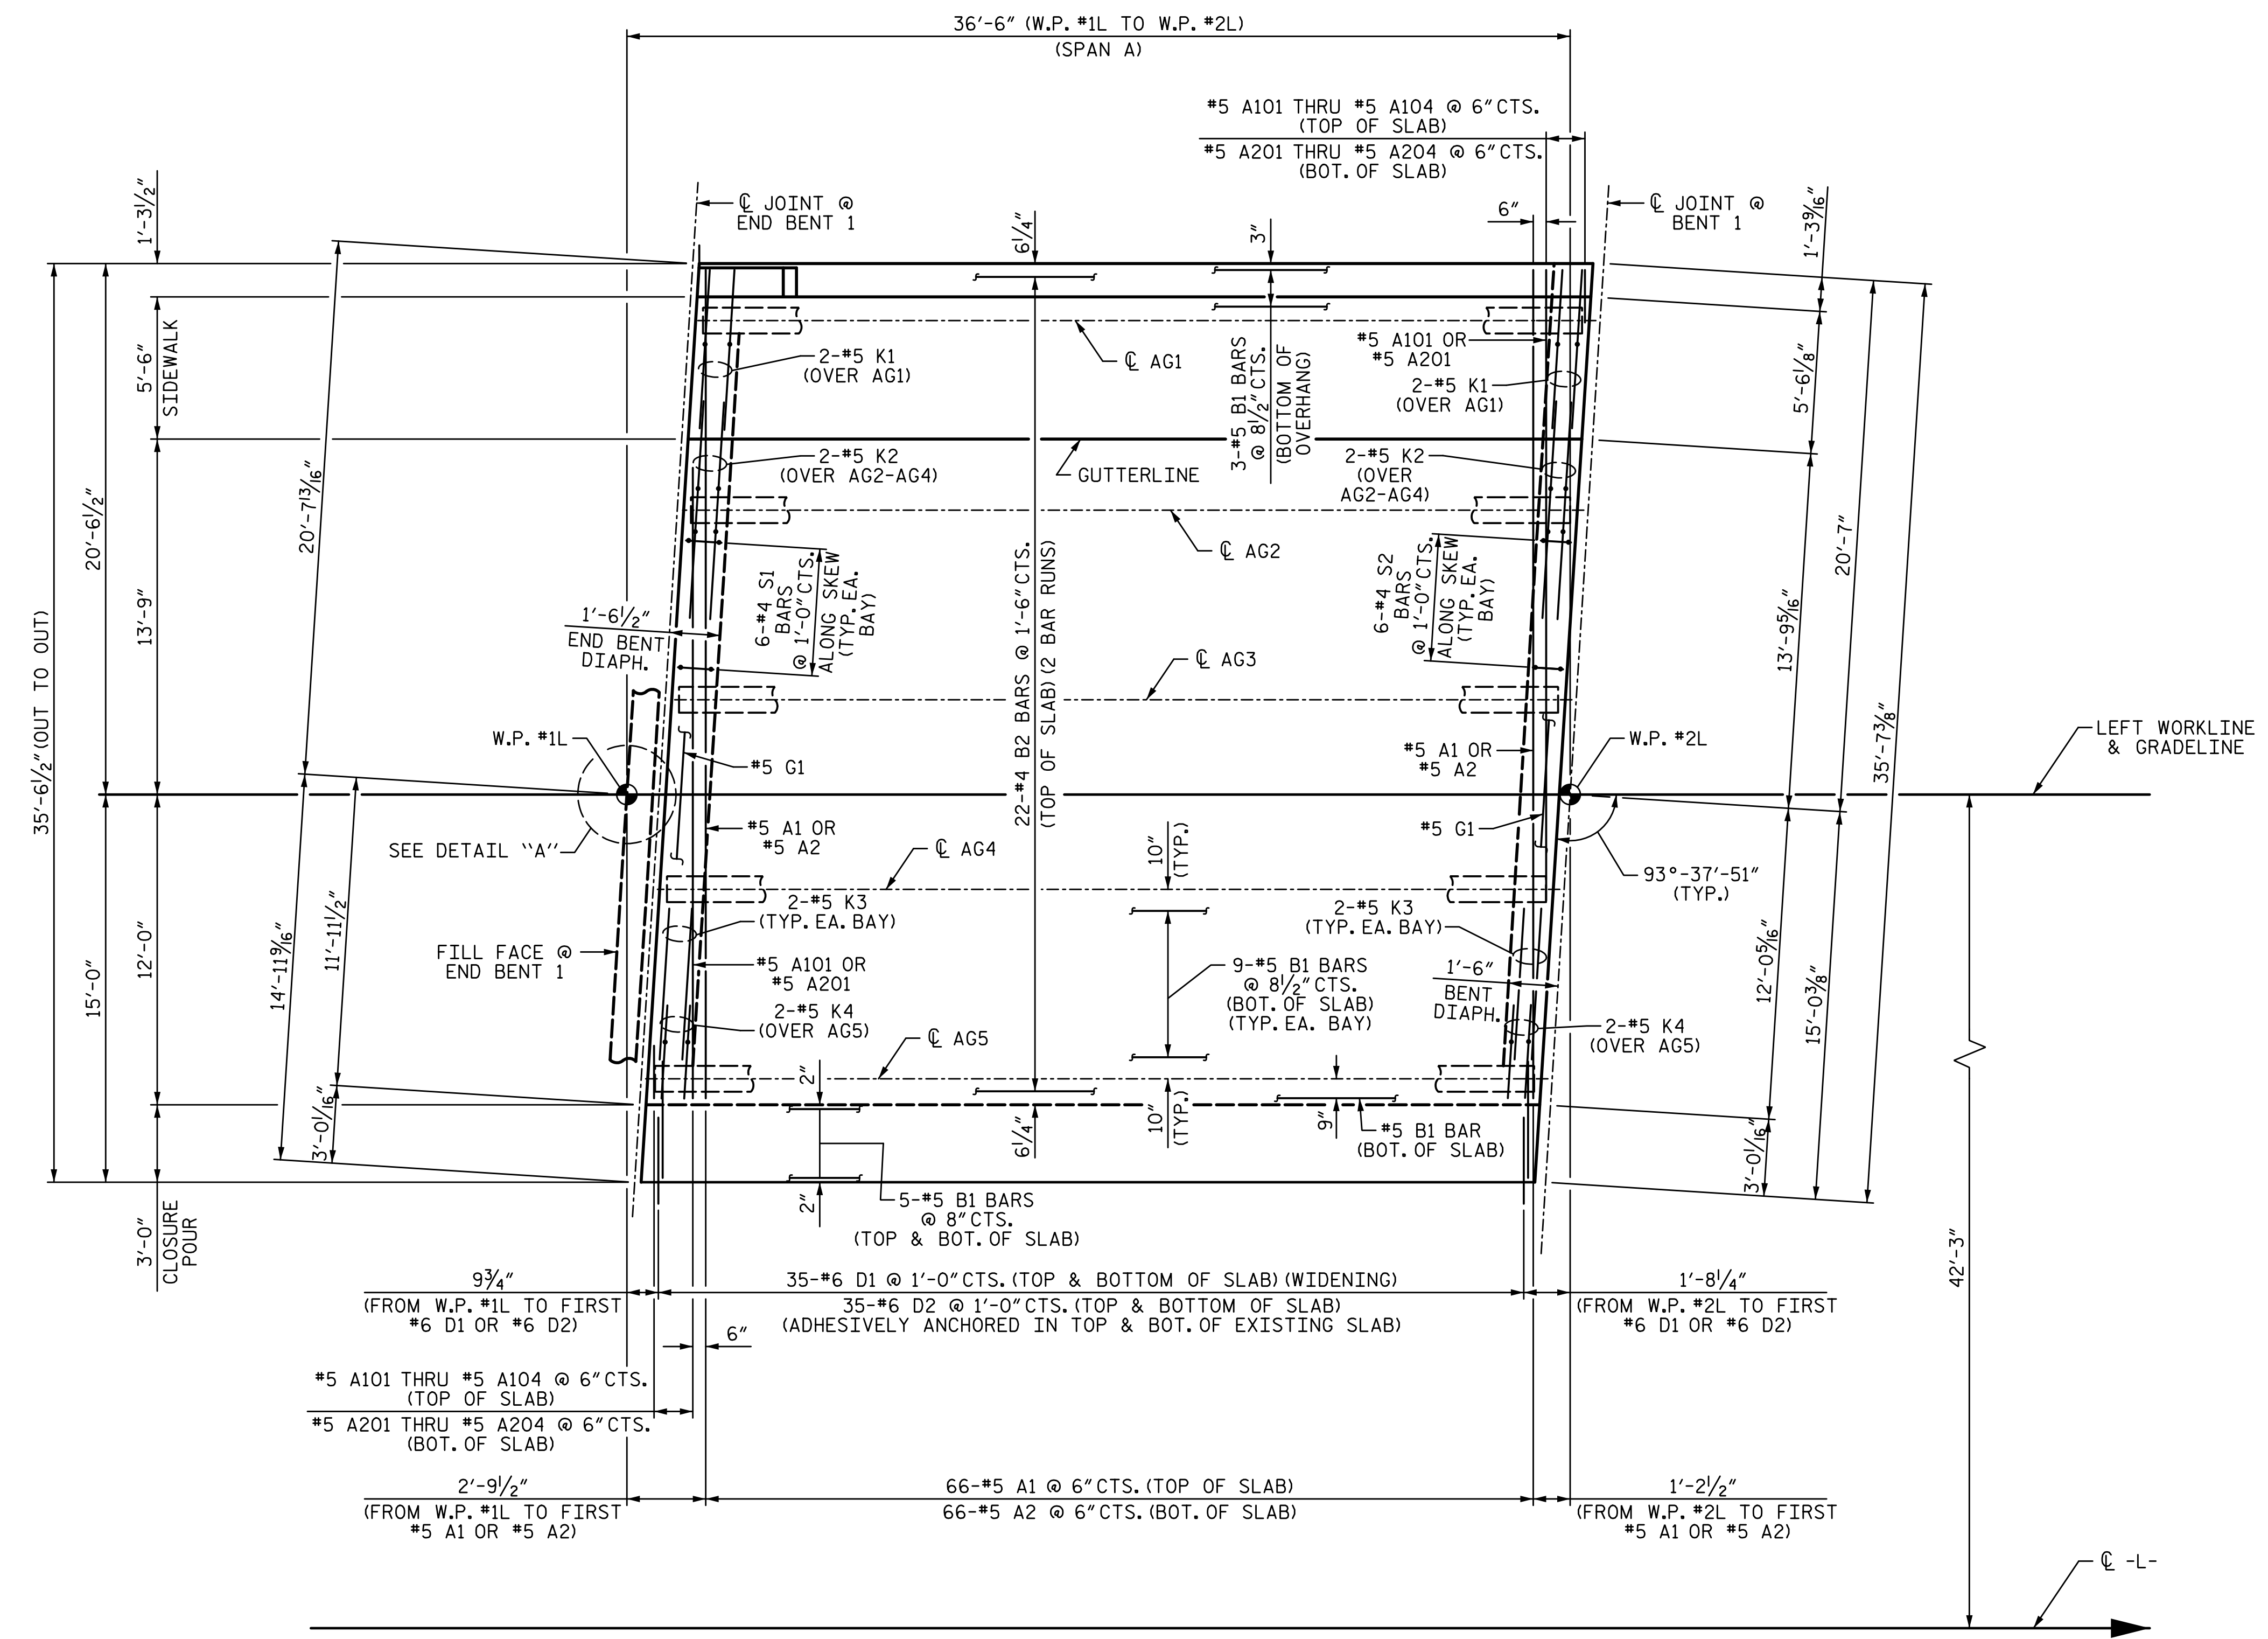 36'-6" (W.P. #1L TO W.P. #2L)
(SPAN A)
#5 A101 THRU #5 A104 @ 6" CTS.
(TOP OF SLAB)
#5 A201 THRU #5 A204 @ 6" CTS.
(BOT. OF SLAB)
℄ JOINT @
END BENT 1
℄ JOINT @
BENT 1
1'-3½"
6¼"
3"
6"
1'-3 9/16"
5'-6"
SIDEWALK
2-#5 K1
(OVER AG1)
℄ AG1
3-#5 B1 BARS
@ 8½" CTS.
(BOTTOM OF
OVERHANG)
#5 A101 OR
#5 A201
2-#5 K1
(OVER AG1)
5'-6⅛"
2-#5 K2
(OVER AG2-AG4)
GUTTERLINE
2-#5 K2
(OVER
AG2-AG4)
20'-7 13/16"
20'-6½"
13'-9"
35'-6½" (OUT TO OUT)
℄ AG2
6-#4 S1
BARS
@ 1'-0" CTS.
ALONG SKEW
(TYP. EA.
BAY)
22-#4 B2 BARS @ 1'-6" CTS.
(TOP OF SLAB) (2 BAR RUNS)
6-#4 S2
BARS
@ 1'-0" CTS.
ALONG SKEW
(TYP. EA.
BAY)
13'-9 5/16"
20'-7"
35'-7⅜"
1'-6½"
END BENT
DIAPH.
℄ AG3
W.P. #1L
#5 G1
#5 A1 OR
#5 A2
W.P. #2L
LEFT WORKLINE
& GRADELINE
SEE DETAIL "A"
#5 A1 OR
#5 A2
℄ AG4
10"
(TYP.)
#5 G1
93°-37'-51"
(TYP.)
2-#5 K3
(TYP. EA. BAY)
2-#5 K3
(TYP. EA. BAY)
15'-0"
12'-0"
14'-11 9/16"
11'-11½"
FILL FACE @
END BENT 1
#5 A101 OR
#5 A201
2-#5 K4
(OVER AG5)
9-#5 B1 BARS
@ 8½" CTS.
(BOT. OF SLAB)
(TYP. EA. BAY)
1'-6"
BENT
DIAPH.
2-#5 K4
(OVER AG5)
12'-0 5/16"
15'-0⅜"
℄ AG5
3'-0 1/16"
2"
6¼"
10"
(TYP.)
9"
#5 B1 BAR
(BOT. OF SLAB)
3'-0 1/16"
2"
5-#5 B1 BARS
@ 8" CTS.
(TOP & BOT. OF SLAB)
3'-0"
CLOSURE
POUR
42'-3"
9¾"
(FROM W.P. #1L TO FIRST
#6 D1 OR #6 D2)
35-#6 D1 @ 1'-0" CTS. (TOP & BOTTOM OF SLAB) (WIDENING)
35-#6 D2 @ 1'-0" CTS. (TOP & BOTTOM OF SLAB)
(ADHESIVELY ANCHORED IN TOP & BOT. OF EXISTING SLAB)
1'-8¼"
(FROM W.P. #2L TO FIRST
#6 D1 OR #6 D2)
6"
#5 A101 THRU #5 A104 @ 6" CTS.
(TOP OF SLAB)
#5 A201 THRU #5 A204 @ 6" CTS.
(BOT. OF SLAB)
2'-9½"
(FROM W.P. #1L TO FIRST
#5 A1 OR #5 A2)
66-#5 A1 @ 6" CTS. (TOP OF SLAB)
66-#5 A2 @ 6" CTS. (BOT. OF SLAB)
1'-2½"
(FROM W.P. #2L TO FIRST
#5 A1 OR #5 A2)
℄ -L-